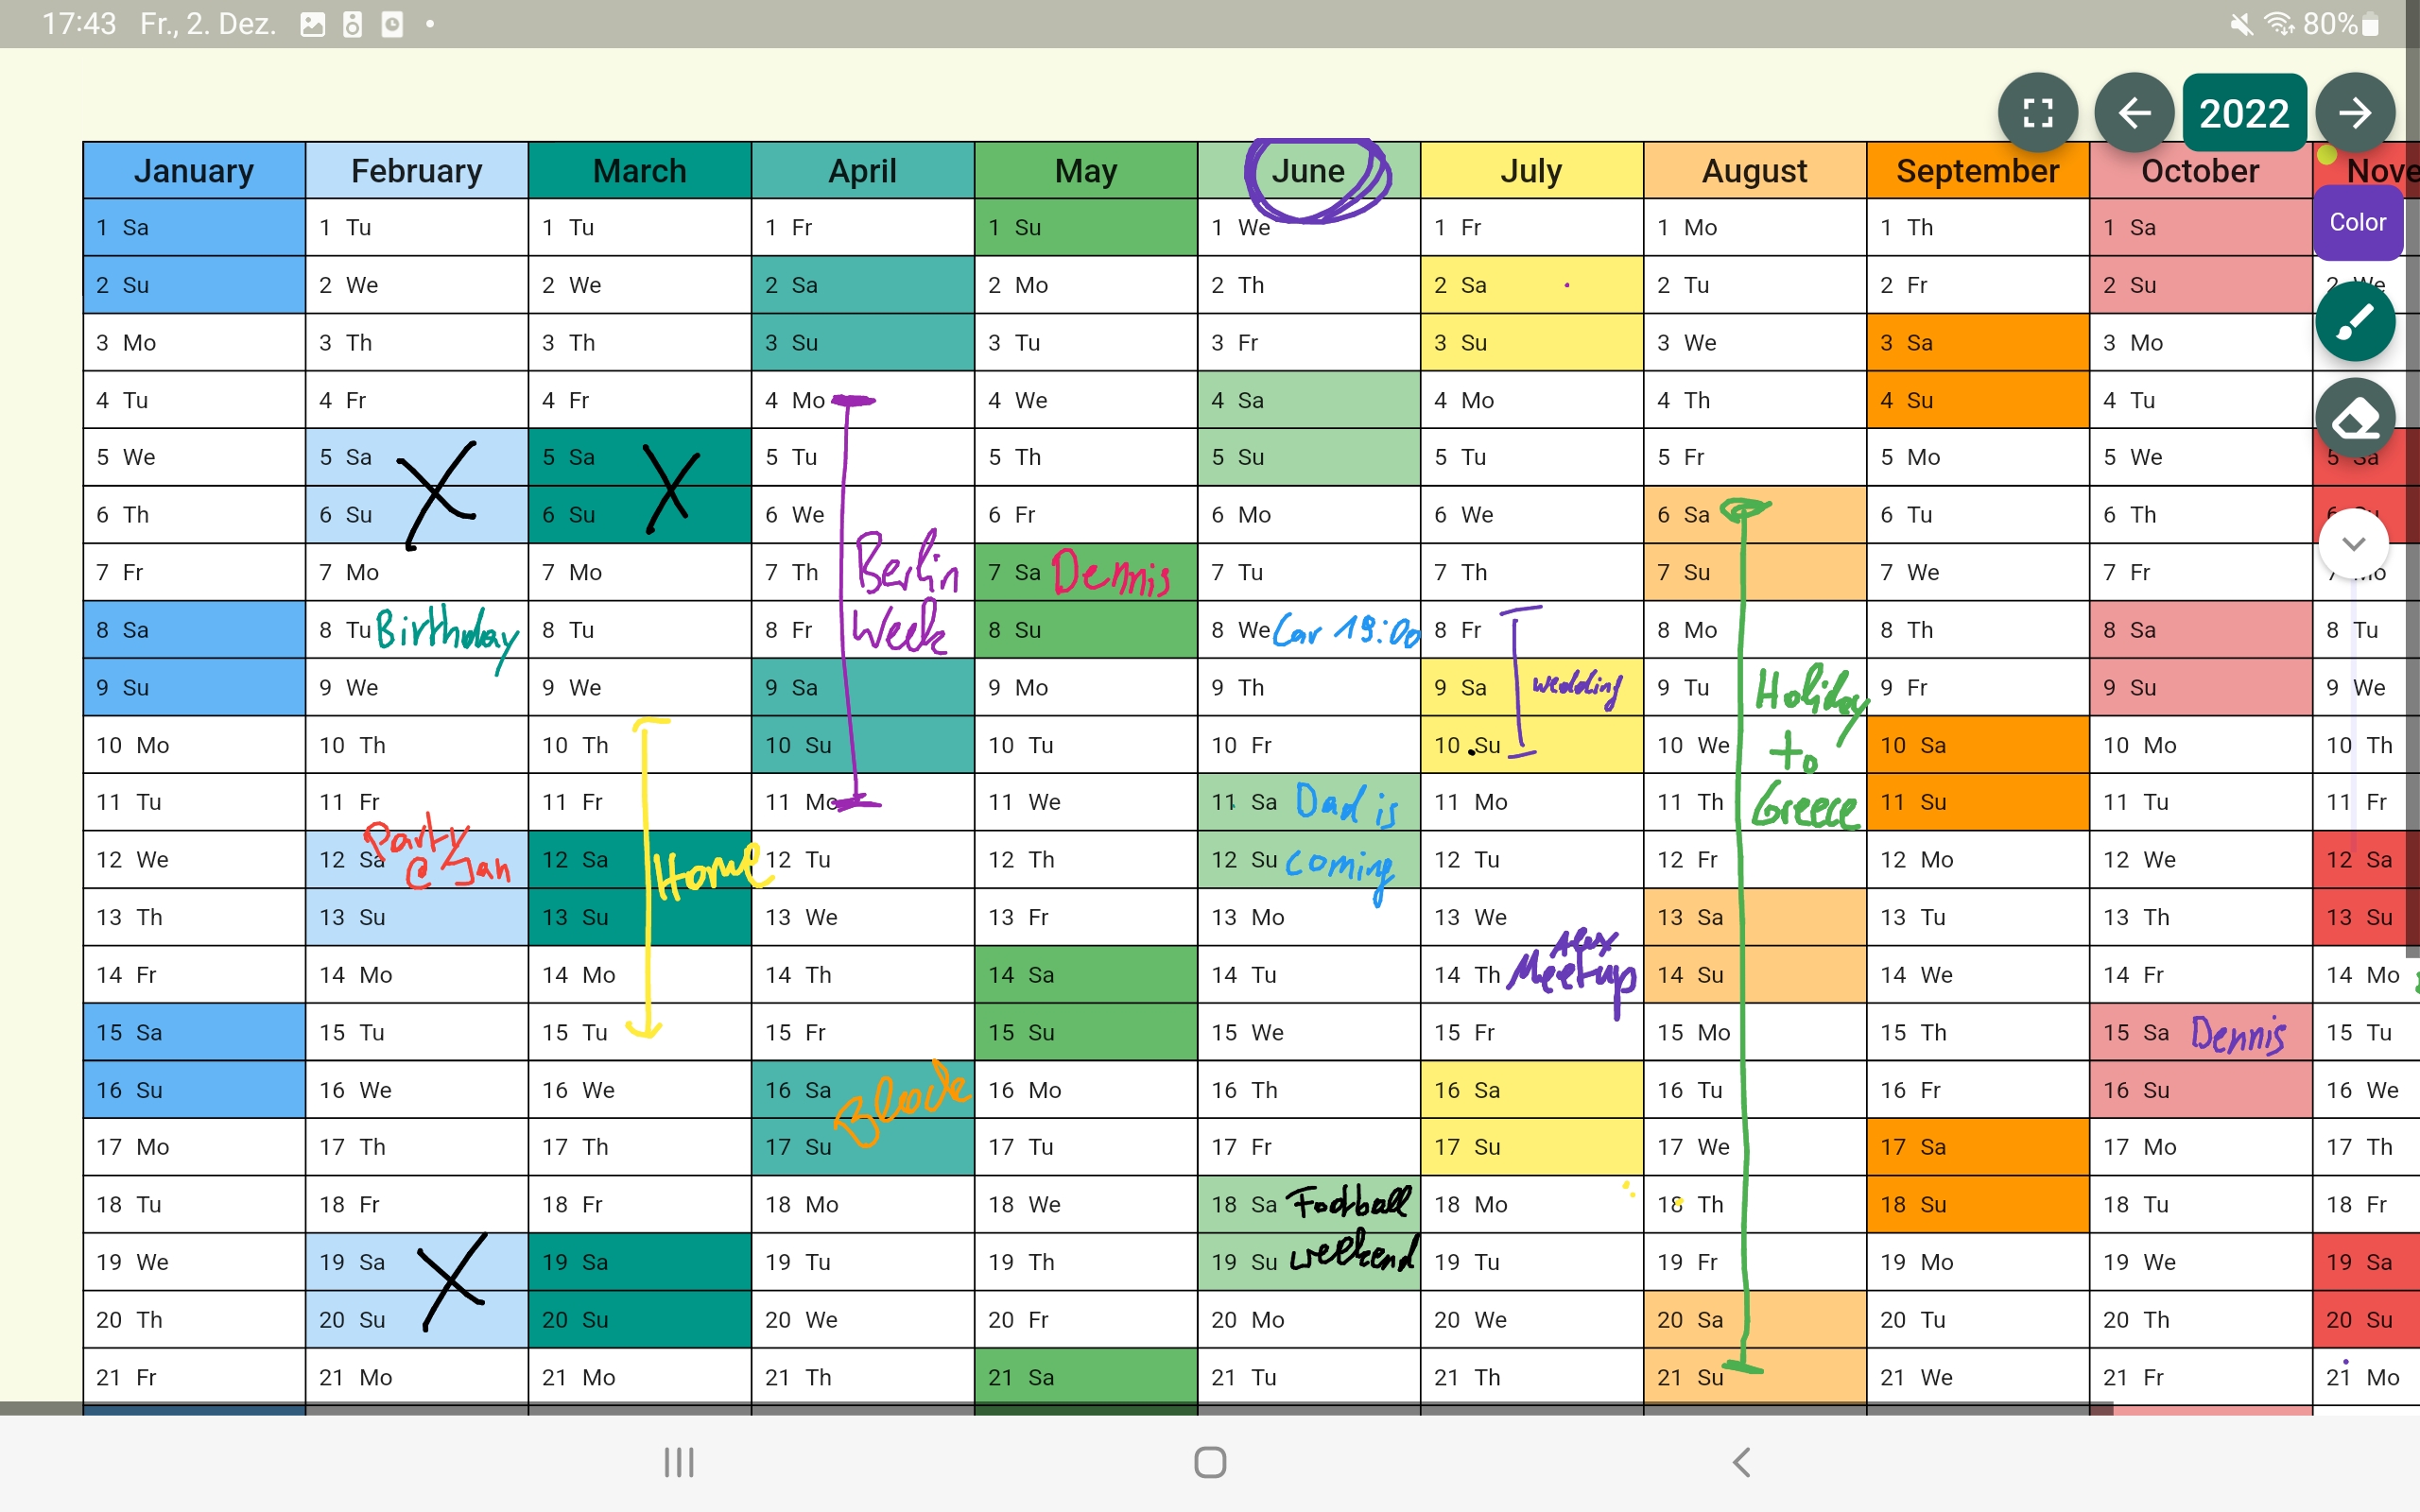 17:43 Fr., 2. Dez. 80%
2022
January February March April May June July August September October Nove
Color
1 Sa 1 Tu 1 Tu 1 Fr 1 Su 1 We 1 Fr 1 Mo 1 Th 1 Sa
2 Su 2 We 2 We 2 Sa 2 Mo 2 Th 2 Sa 2 Tu 2 Fr 2 Su 2 We
3 Mo 3 Th 3 Th 3 Su 3 Tu 3 Fr 3 Su 3 We 3 Sa 3 Mo
4 Tu 4 Fr 4 Fr 4 Mo 4 We 4 Sa 4 Mo 4 Th 4 Su 4 Tu
5 We 5 Sa 5 Sa 5 Tu 5 Th 5 Su 5 Tu 5 Fr 5 Mo 5 We 5 Sa
6 Th 6 Su 6 Su 6 We 6 Fr 6 Mo 6 We 6 Sa 6 Tu 6 Th 6 Su
7 Fr 7 Mo 7 Mo 7 Th Berlin 7 Sa Dennis 7 Tu 7 Th 7 Su 7 We 7 Fr 7 Mo
8 Sa 8 Tu Birthday 8 Tu 8 Fr Week 8 Su 8 We Car 19:00 8 Fr 8 Mo 8 Th 8 Sa 8 Tu
9 Su 9 We 9 We 9 Sa 9 Mo 9 Th 9 Sa wedding 9 Tu Holiday 9 Fr 9 Su 9 We
10 Mo 10 Th 10 Th 10 Su 10 Tu 10 Fr 10 Su 10 We to 10 Sa 10 Mo 10 Th
11 Tu 11 Fr 11 Fr 11 Mo 11 We 11 Sa Dad is 11 Mo 11 Th Greece 11 Su 11 Tu 11 Fr
Party
12 We 12 Sa @ Jan 12 Sa Home 12 Tu 12 Th 12 Su coming 12 Tu 12 Fr 12 Mo 12 We 12 Sa
13 Th 13 Su 13 Su 13 We 13 Fr 13 Mo 13 We 13 Sa 13 Tu 13 Th 13 Su
Alex
14 Fr 14 Mo 14 Mo 14 Th 14 Sa 14 Tu 14 Th Meetup 14 Su 14 We 14 Fr 14 Mo
15 Sa 15 Tu 15 Tu 15 Fr 15 Su 15 We 15 Fr 15 Mo 15 Th 15 Sa Dennis 15 Tu
16 Su 16 We 16 We 16 Sa 16 Mo 16 Th 16 Sa 16 Tu 16 Fr 16 Su 16 We
17 Mo 17 Th 17 Th 17 Su 17 Tu 17 Fr 17 Su 17 We 17 Sa 17 Mo 17 Th
18 Tu 18 Fr 18 Fr 18 Mo 18 We 18 Sa Football 18 Mo 18 Th 18 Su 18 Tu 18 Fr
19 We 19 Sa 19 Sa 19 Tu 19 Th 19 Su weekend 19 Tu 19 Fr 19 Mo 19 We 19 Sa
20 Th 20 Su 20 Su 20 We 20 Fr 20 Mo 20 We 20 Sa 20 Tu 20 Th 20 Su
21 Fr 21 Mo 21 Mo 21 Th 21 Sa 21 Tu 21 Th 21 Su 21 We 21 Fr 21 Mo